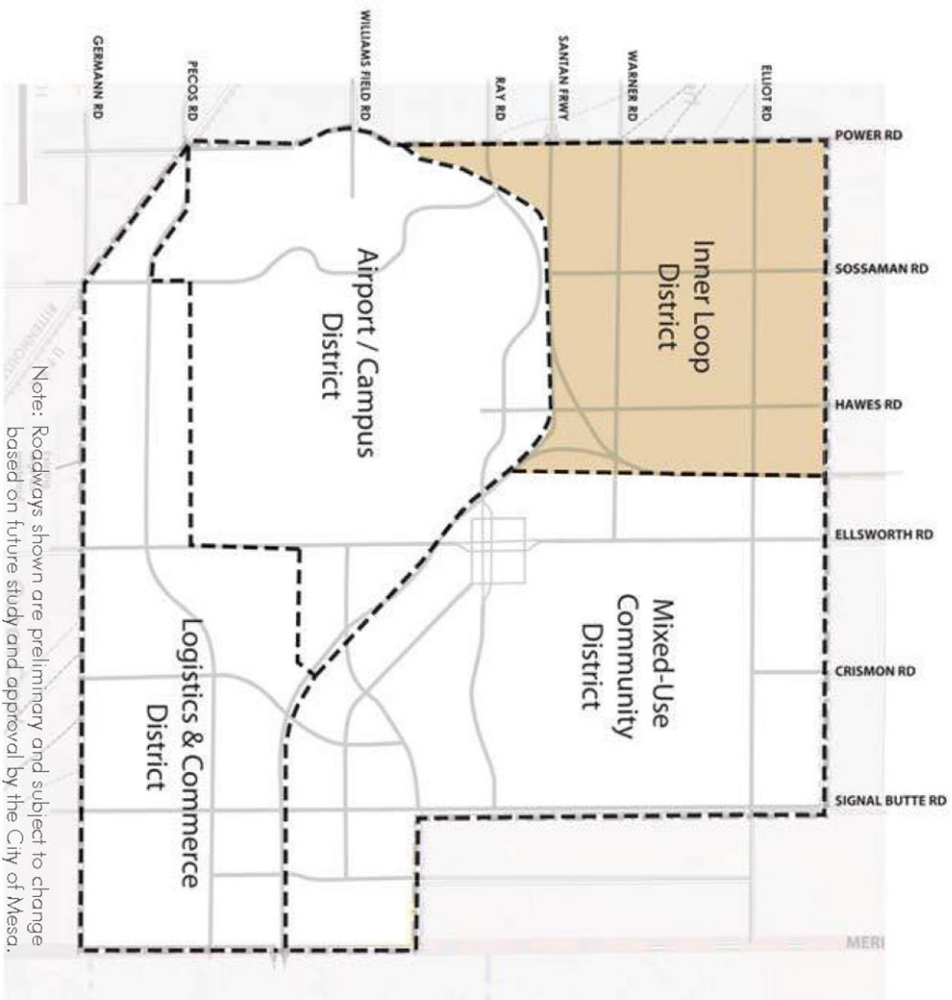 GERMANN RD
PECOS RD
WILLIAMS FIELD RD
RAY RD
SANTAN FRWY
WARNER RD
ELLIOT RD
POWER RD
SOSSAMAN RD
HAWES RD
ELLSWORTH RD
CRISMON RD
SIGNAL BUTTE RD
MERI
Inner Loop
District
Airport / Campus
District
Mixed-Use
Community
District
Logistics & Commerce
District
RITTENHOUSE
Note: Roadways shown are preliminary and subject to change
based on future study and approval by the City of Mesa.